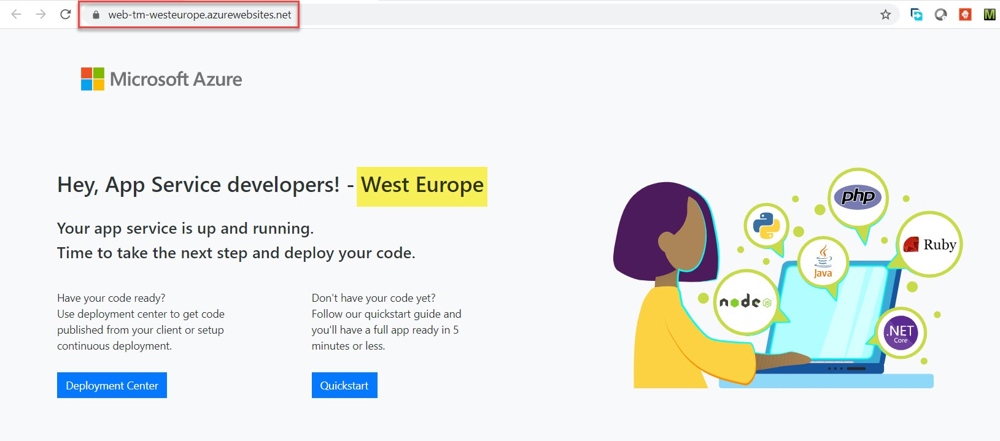 web-tm-westeurope.azurewebsites.net
M
Microsoft Azure
Hey, App Service developers! - West Europe
Your app service is up and running.
Time to take the next step and deploy your code.
Have your code ready?
Use deployment center to get code
published from your client or setup
continuous deployment.
Deployment Center
Don't have your code yet?
Follow our quickstart guide and
you'll have a full app ready in 5
minutes or less.
Quickstart
php
Ruby
Java
node JS
.NET
Core